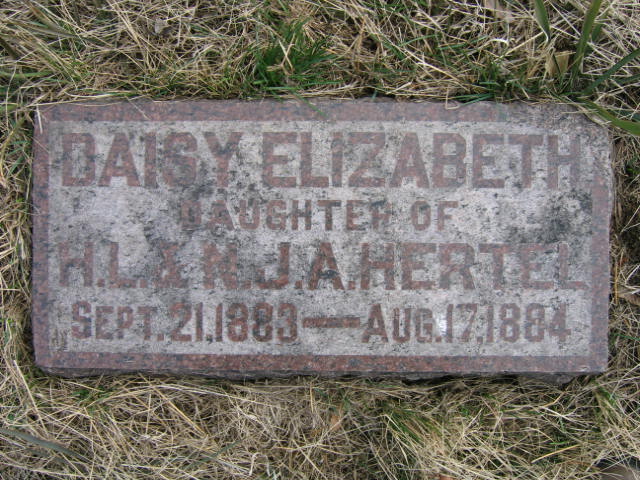 DAISY ELIZABETH
DAUGHTER OF
H.L. & N.J.A. HERTEL
SEPT. 21, 1883 — AUG. 17, 1884